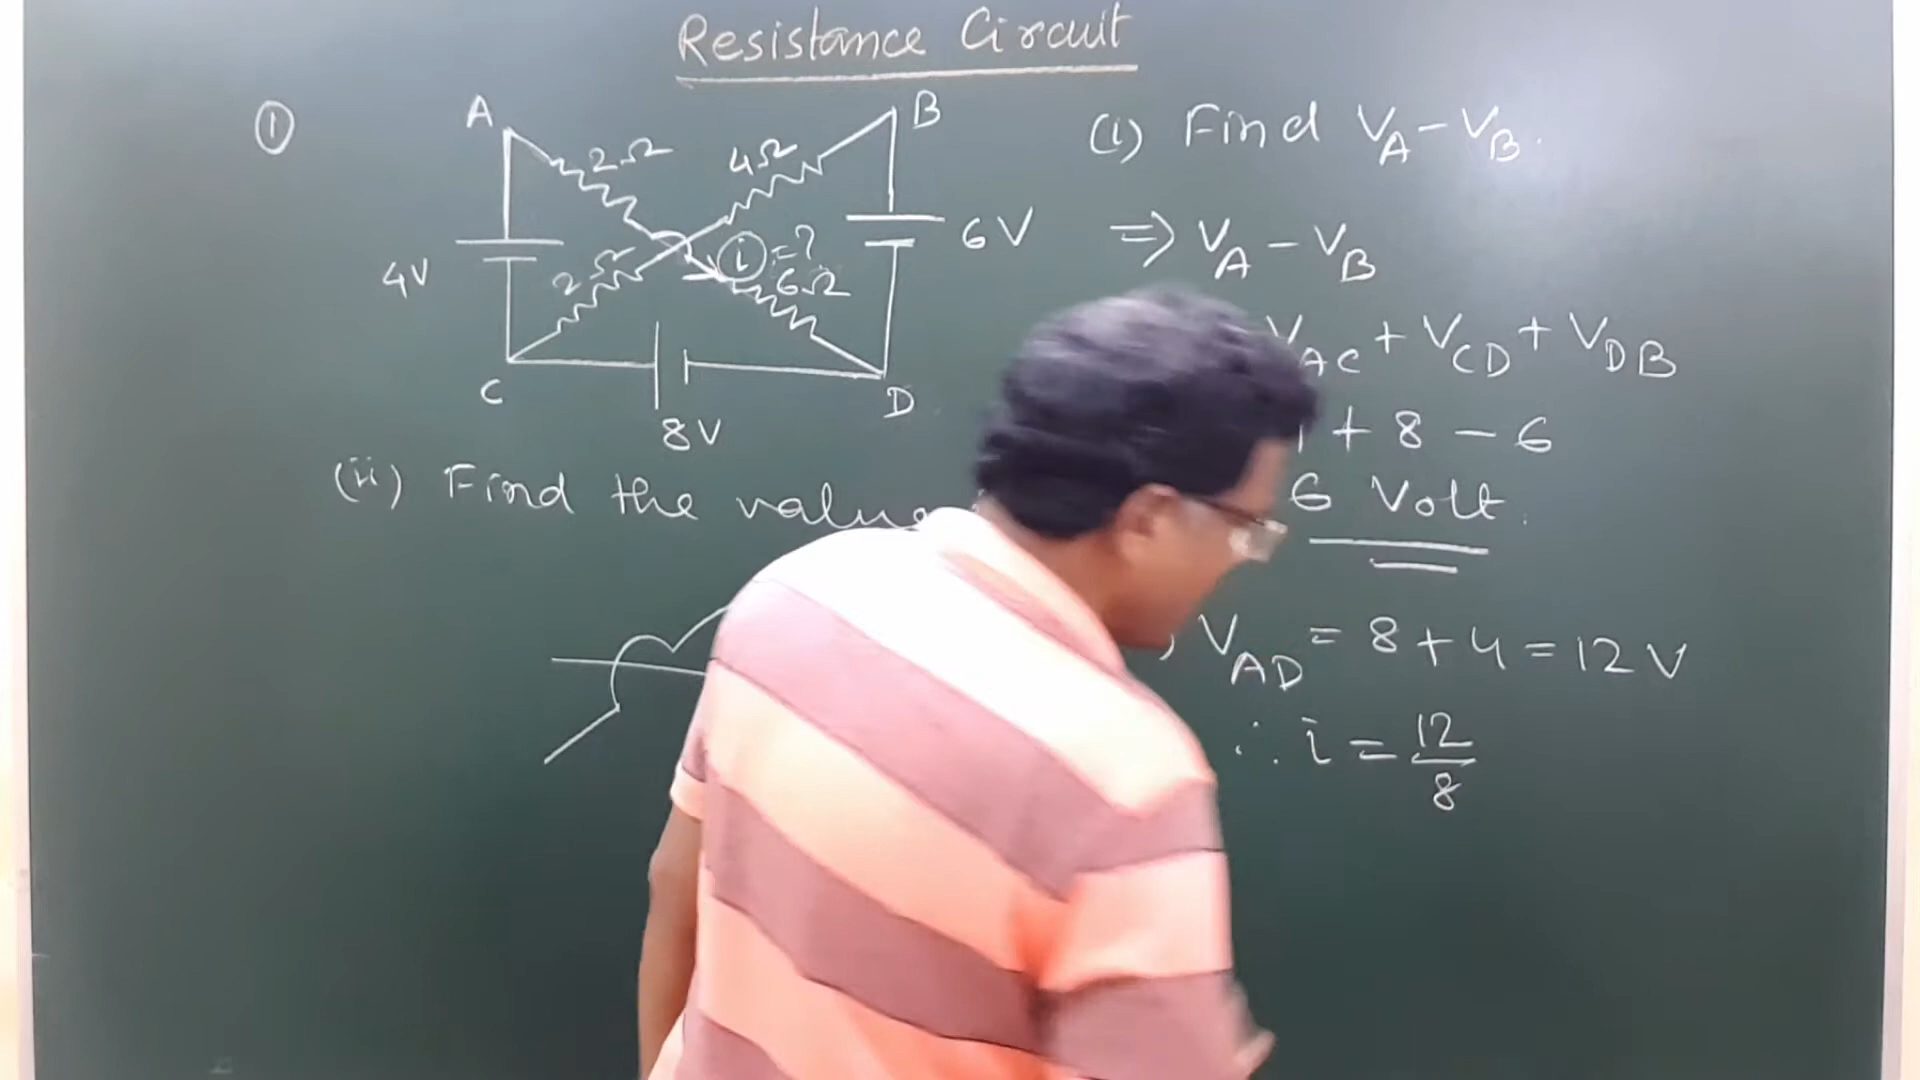 Resistance Circuit
①
A
B
2Ω
4Ω
(i) Find V_A - V_B.
4V
2Ω
i = ?
6Ω
6V
⇒ V_A - V_B
V_AC + V_CD + V_DB
C
D
8V
+ 8 - 6
(ii) Find the value
6 Volt.
, V_AD = 8 + 4 = 12 V
∴ i = 12/8